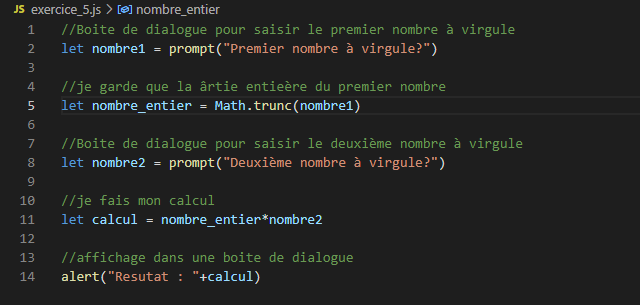 JS exercice_5.js > nombre_entier
1 //Boite de dialogue pour saisir le premier nombre à virgule
2 let nombre1 = prompt("Premier nombre à virgule?")
3
4 //je garde que la ârtie entieère du premier nombre
5 let nombre_entier = Math.trunc(nombre1)
6
7 //Boite de dialogue pour saisir le deuxième nombre à virgule
8 let nombre2 = prompt("Deuxième nombre à virgule?")
9
10 //je fais mon calcul
11 let calcul = nombre_entier*nombre2
12
13 //affichage dans une boite de dialogue
14 alert("Resutat : "+calcul)